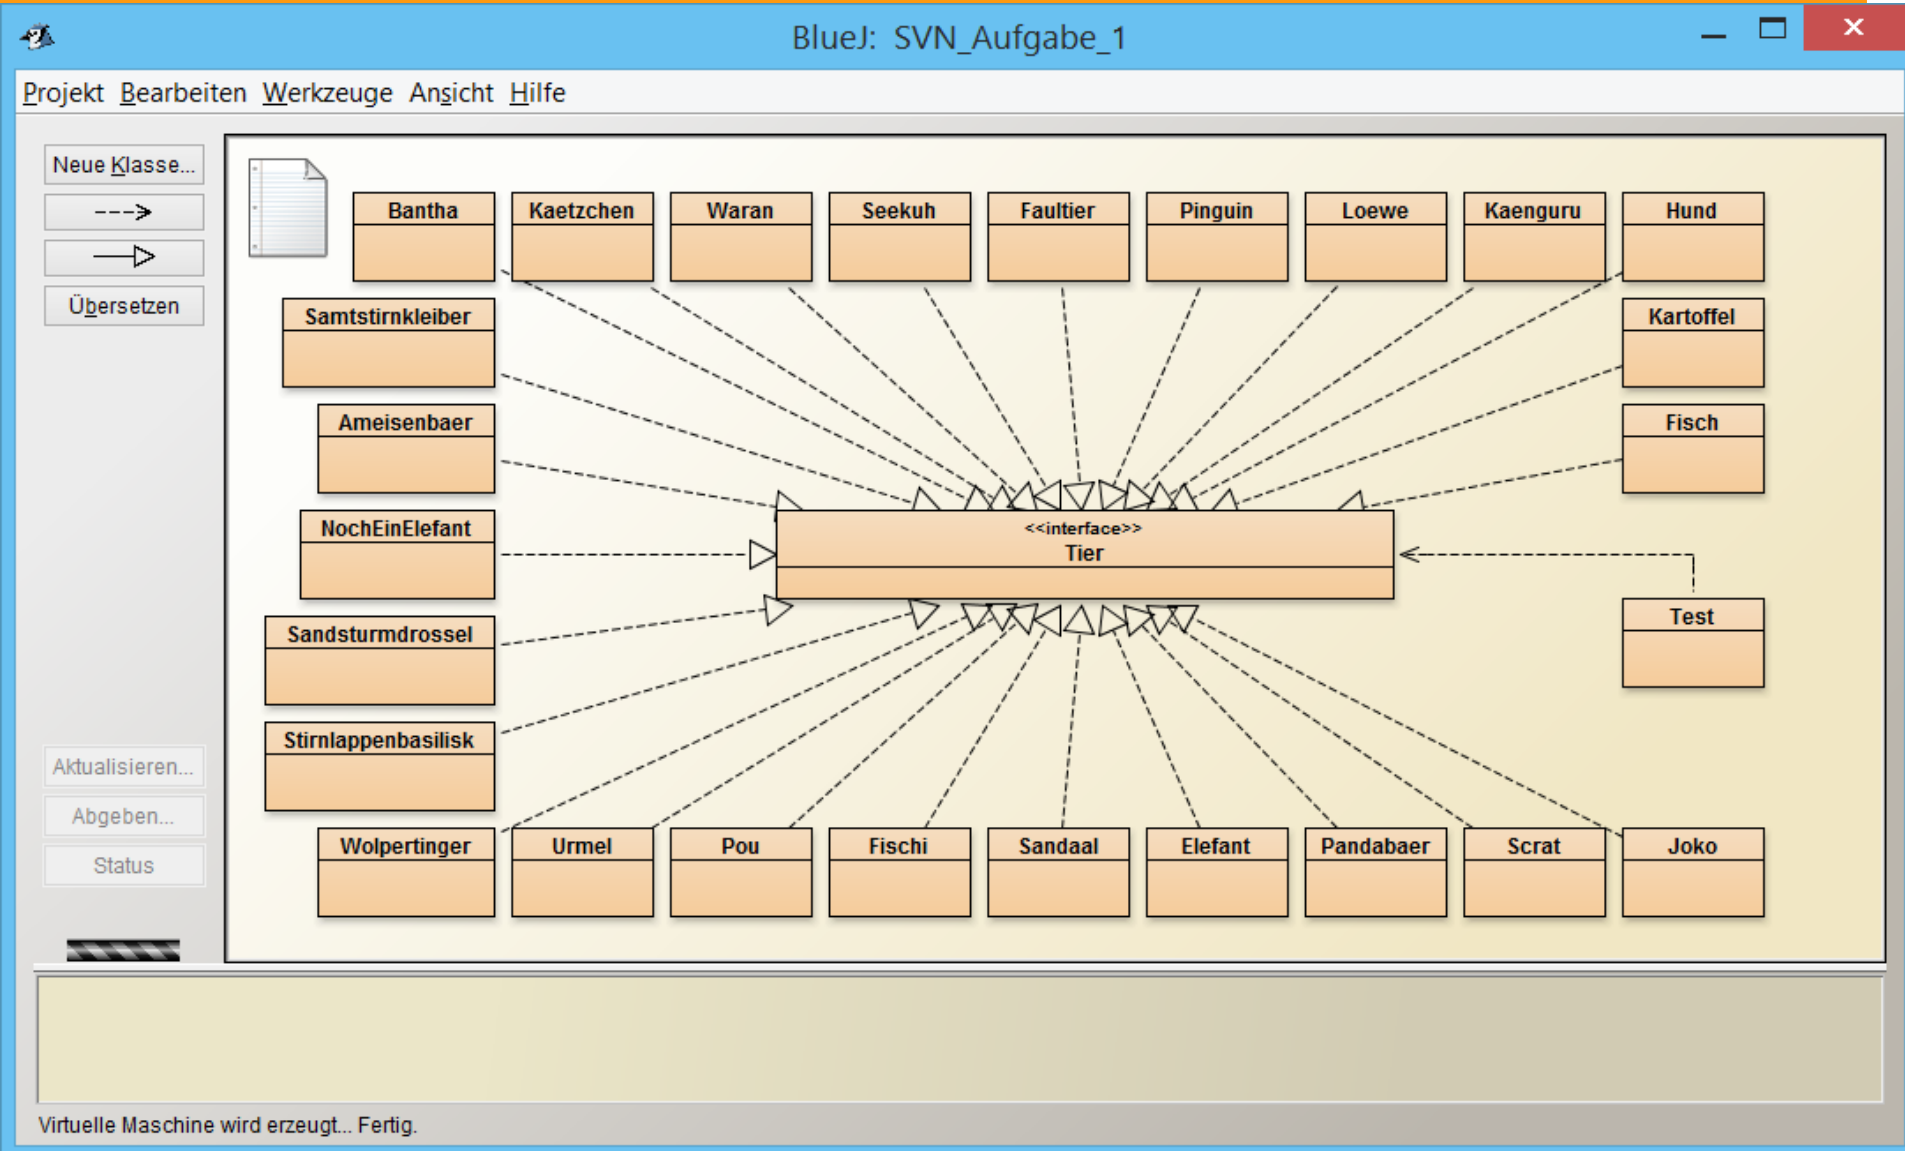 BlueJ: SVN_Aufgabe_1
Projekt Bearbeiten Werkzeuge Ansicht Hilfe
Neue Klasse...
Übersetzen
Bantha
Kaetzchen
Waran
Seekuh
Faultier
Pinguin
Loewe
Kaenguru
Hund
Samtstirnkleiber
Kartoffel
Ameisenbaer
Fisch
NochEinElefant
<<interface>>
Tier
Sandsturmdrossel
Test
Stirnlappenbasilisk
Aktualisieren...
Abgeben...
Status
Wolpertinger
Urmel
Pou
Fischi
Sandaal
Elefant
Pandabaer
Scrat
Joko
Virtuelle Maschine wird erzeugt... Fertig.